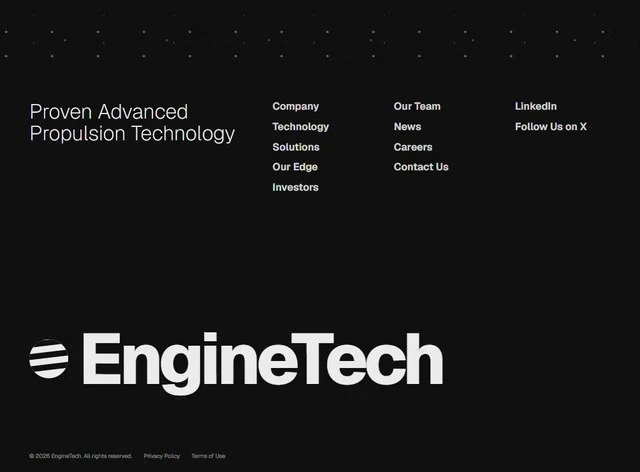 Proven Advanced
Propulsion Technology
Company
Technology
Solutions
Our Edge
Investors
Our Team
News
Careers
Contact Us
LinkedIn
Follow Us on X
EngineTech
© 2026 EngineTech. All rights reserved.
Privacy Policy
Terms of Use